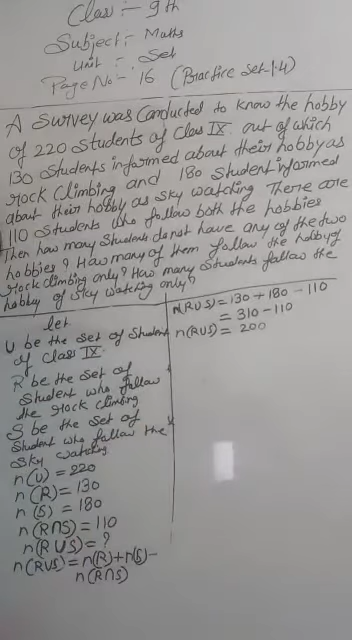 Class :- 9th
Subject :- Maths
Unit :- Set
Page No :- 16 (Practice Set-1.4)
A Survey was Conducted to know the hobby
of 220 students of Class IX. out of which
130 students informed about their hobby as
rock climbing and 180 student informed
about their hobby as sky watching There are
110 students who follow both the hobbies
Then how many students do not have any of the two
hobbies? How many of them follow the hobby of
rock climbing only? How many students follow the
hobby of sky watching only?
let
U be the set of student
of Class IX.
R be the set of
student who follow
the rock climbing
S be the set of
student who follow the
sky watching
n(U) = 220
n(R) = 130
n(S) = 180
n(R∩S) = 110
n(R∪S) = ?
n(R∪S) = n(R)+n(S)-
n(R∩S)
n(R∪S) = 130 + 180 - 110
= 310 - 110
n(R∪S) = 200